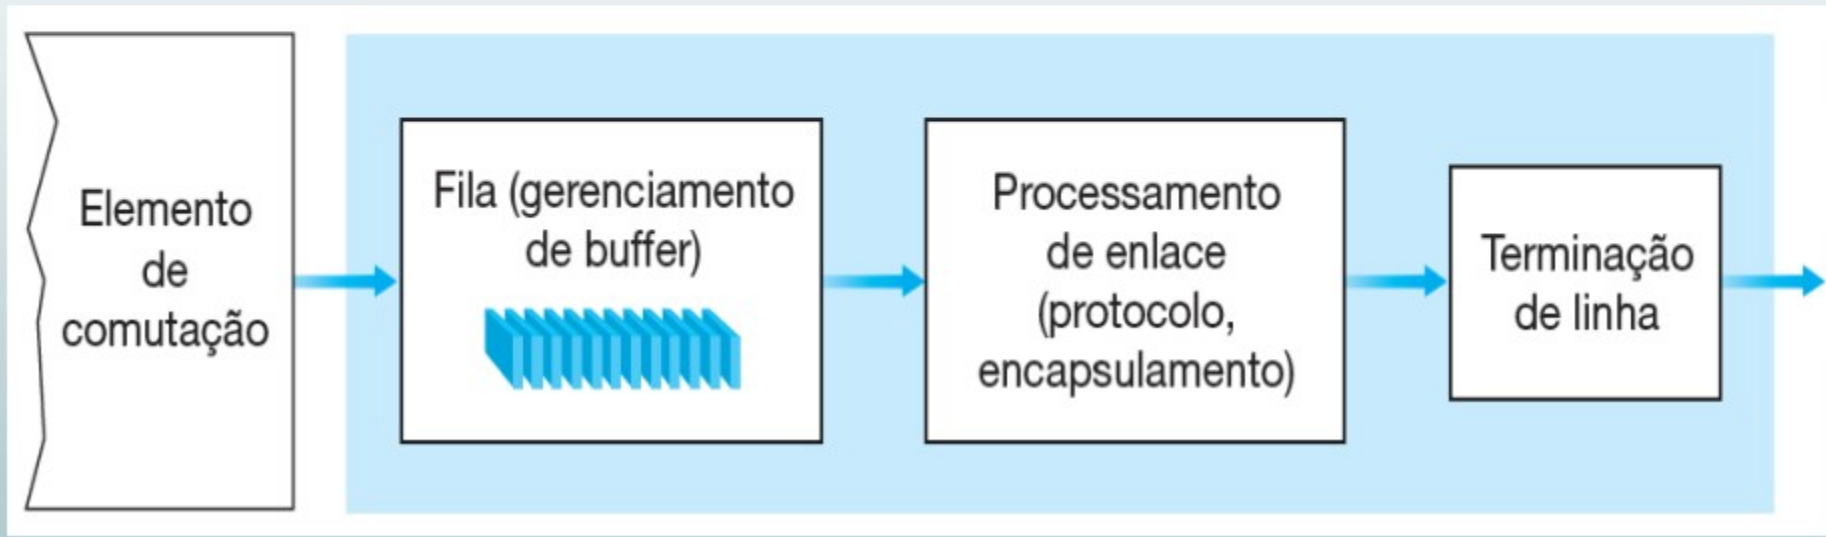 Elemento
de
comutação
Fila (gerenciamento
de buffer)
Processamento
de enlace
(protocolo,
encapsulamento)
Terminação
de linha